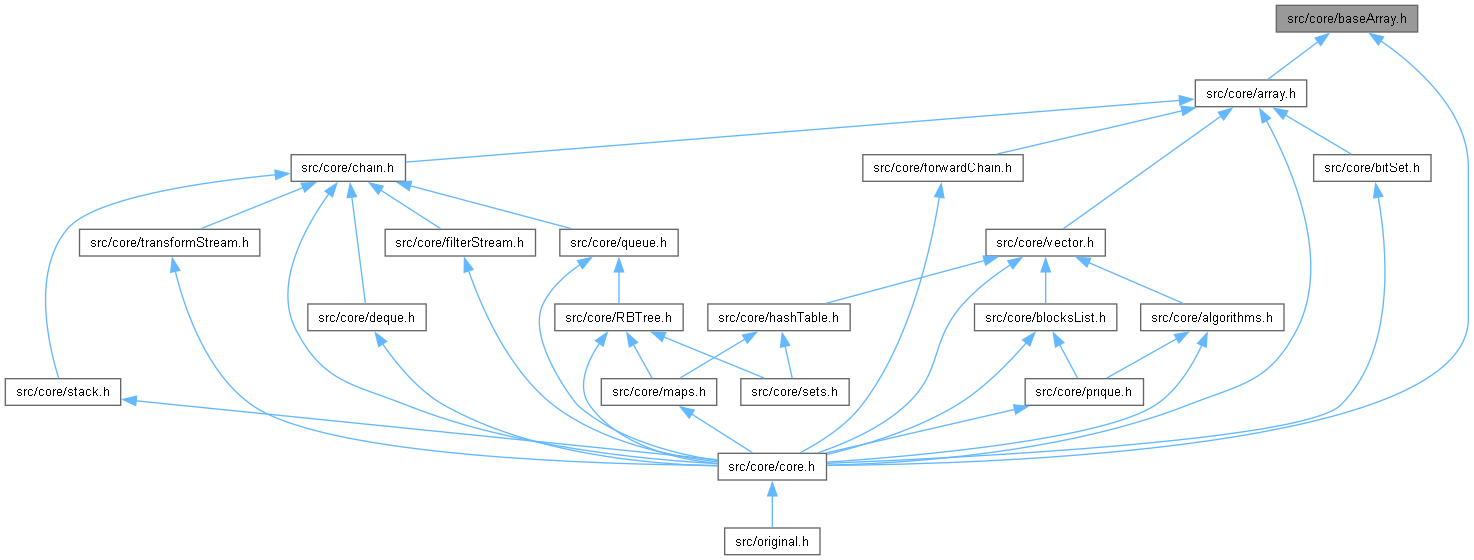 src/core/baseArray.h
src/core/array.h
src/core/chain.h
src/core/forwardChain.h
src/core/bitSet.h
src/core/transformStream.h
src/core/filterStream.h
src/core/queue.h
src/core/vector.h
src/core/deque.h
src/core/RBTree.h
src/core/hashTable.h
src/core/blocksList.h
src/core/algorithms.h
src/core/stack.h
src/core/maps.h
src/core/sets.h
src/core/prique.h
src/core/core.h
src/original.h